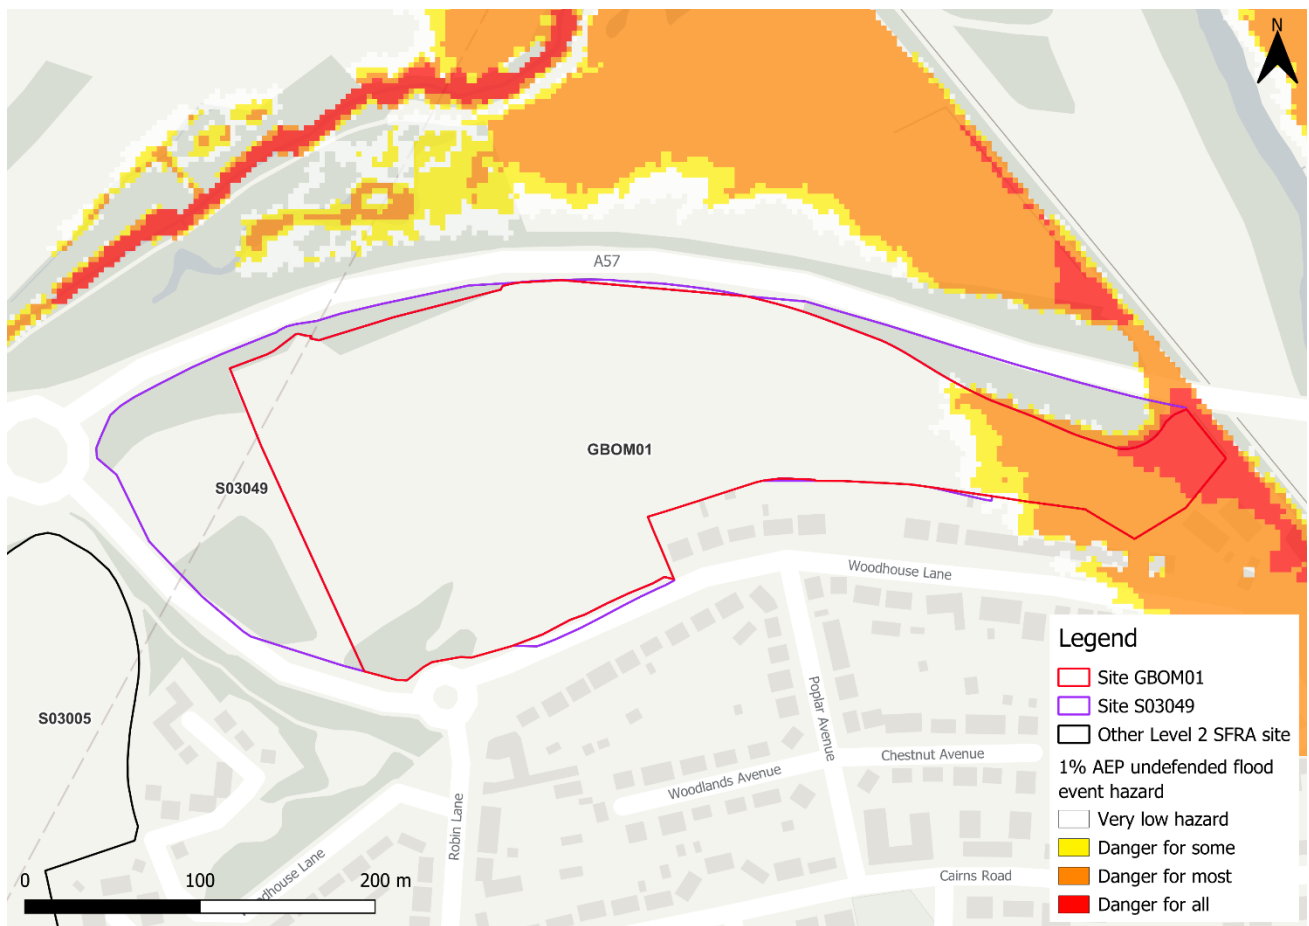 N
A57
GBOM01
S03049
S03005
Woodhouse Lane
Poplar Avenue
Chestnut Avenue
Woodlands Avenue
Robin Lane
Cairns Road
0 100 200 m
Legend
Site GBOM01
Site S03049
Other Level 2 SFRA site
1% AEP undefended flood
event hazard
Very low hazard
Danger for some
Danger for most
Danger for all